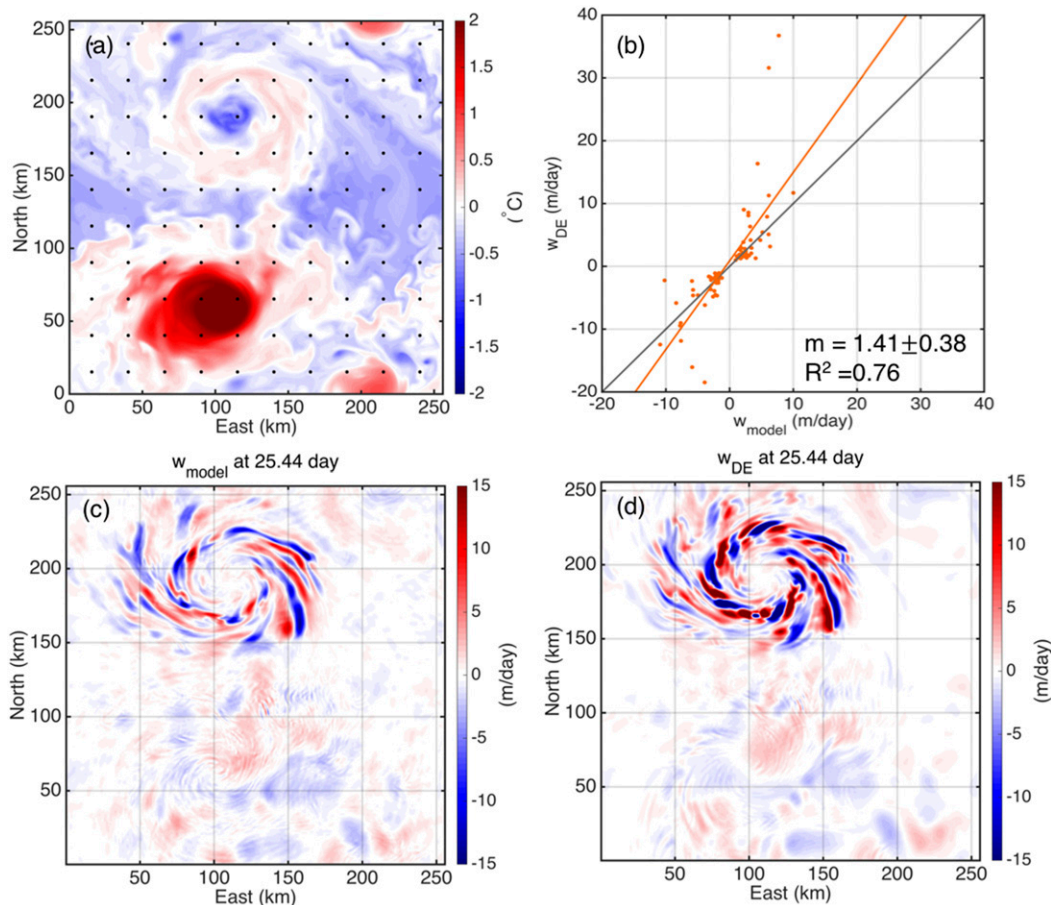 (a)
250
200
150
100
50
0
North (km)
0 50 100 150 200 250
East (km)
2
1.5
1
0.5
0
-0.5
-1
-1.5
-2
(°C)
(b)
40
30
20
10
0
-10
-20
w_DE (m/day)
-20 -10 0 10 20 30 40
w_model (m/day)
m = 1.41±0.38
R² =0.76
w_model at 25.44 day
(c)
250
200
150
100
50
North (km)
50 100 150 200 250
East (km)
15
10
5
0
-5
-10
-15
(m/day)
w_DE at 25.44 day
(d)
250
200
150
100
50
North (km)
50 100 150 200 250
East (km)
15
10
5
0
-5
-10
-15
(m/day)